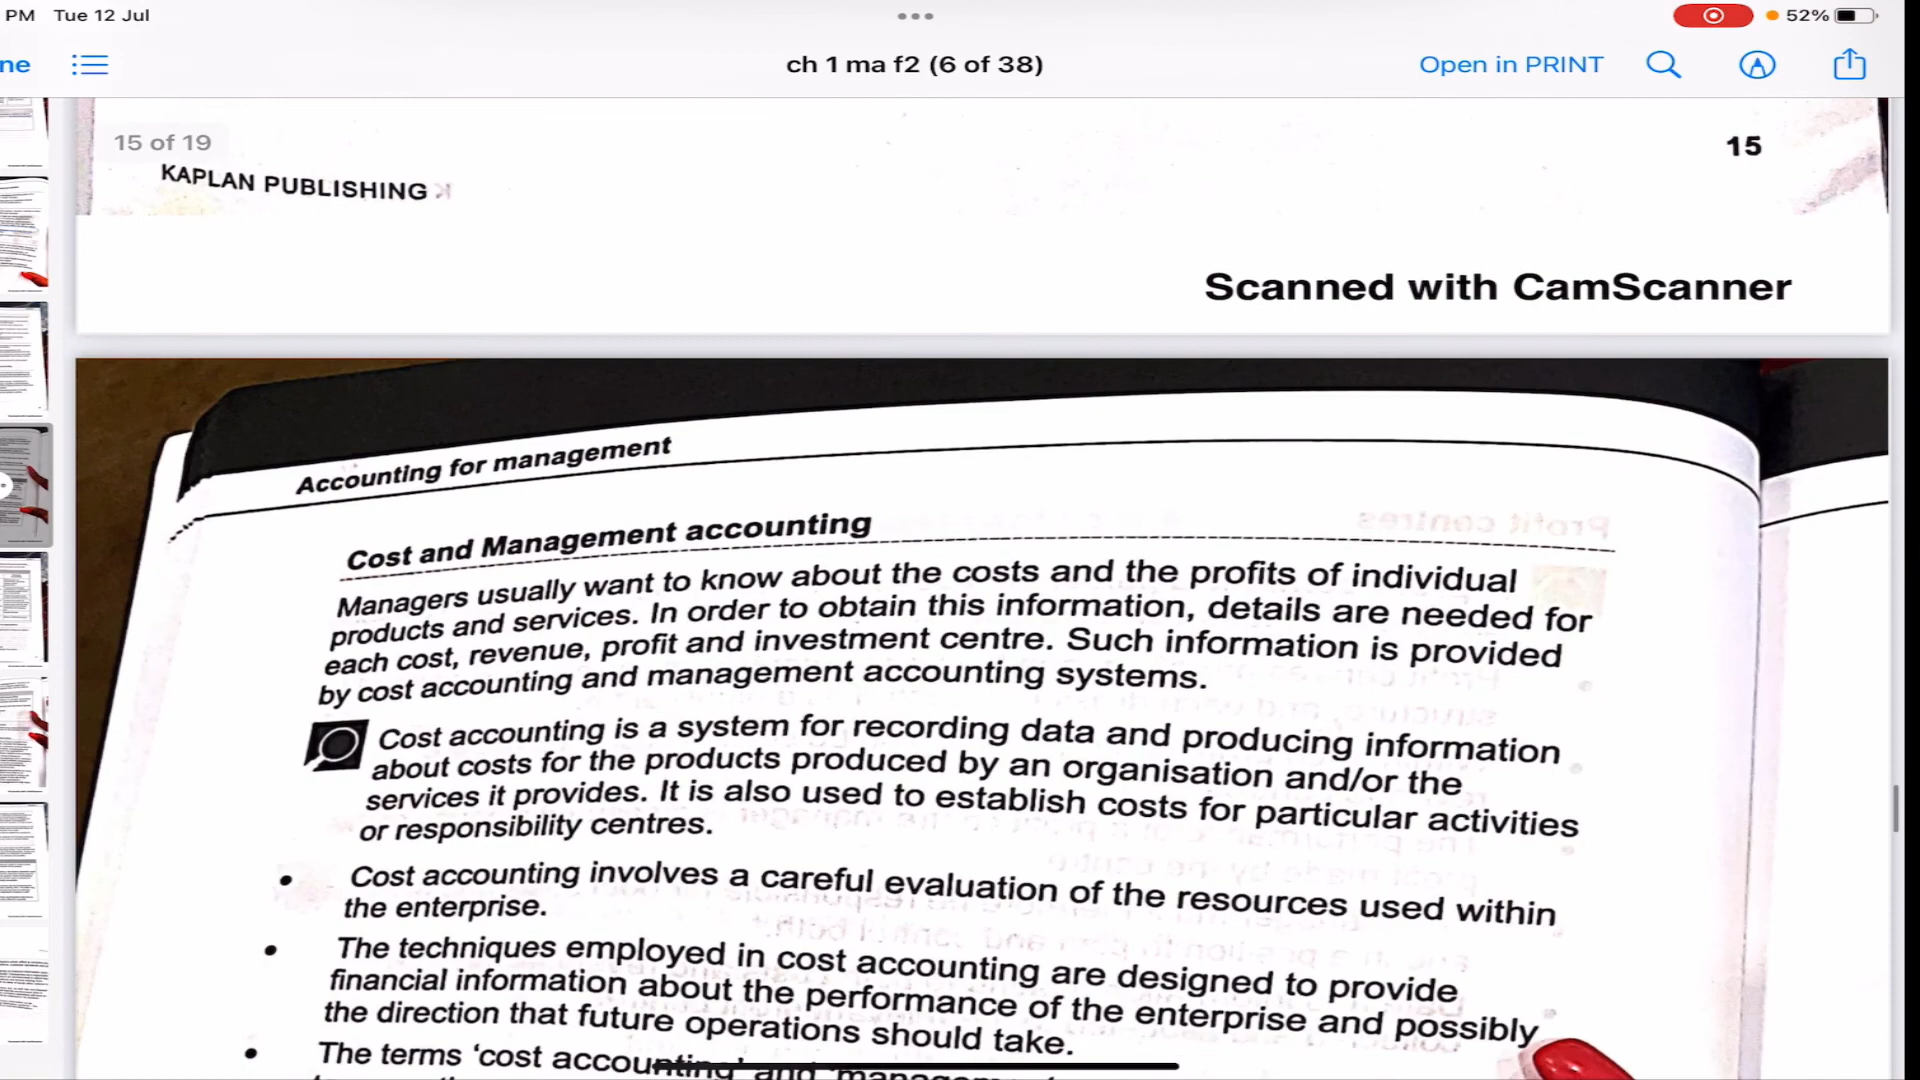 PM Tue 12 Jul
52%
ne
ch 1 ma f2 (6 of 38)
Open in PRINT
15 of 19
15
KAPLAN PUBLISHING
Scanned with CamScanner
Accounting for management
Profit centres
Cost and Management accounting
Managers usually want to know about the costs and the profits of individual
products and services. In order to obtain this information, details are needed for
each cost, revenue, profit and investment centre. Such information is provided
by cost accounting and management accounting systems.
Cost accounting is a system for recording data and producing information
about costs for the products produced by an organisation and/or the
services it provides. It is also used to establish costs for particular activities
or responsibility centres.
• Cost accounting involves a careful evaluation of the resources used within
the enterprise.
• The techniques employed in cost accounting are designed to provide
financial information about the performance of the enterprise and possibly
the direction that future operations should take.
• The terms ‘cost accounting’ and